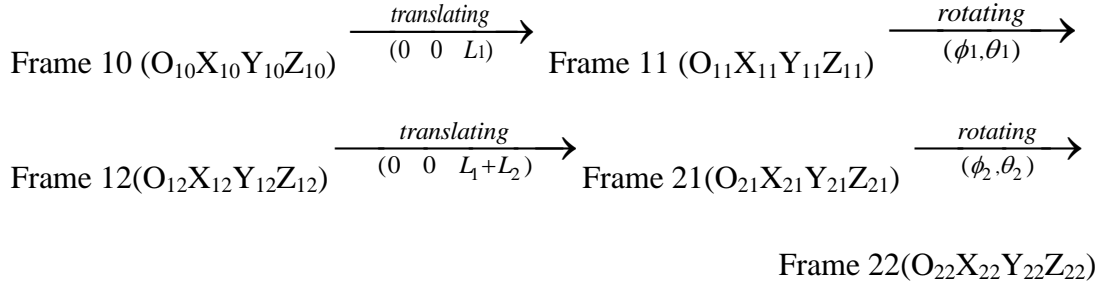 translating rotating
Frame 10 (O₁₀X₁₀Y₁₀Z₁₀) (0 0 L₁) Frame 11 (O₁₁X₁₁Y₁₁Z₁₁) (ϕ₁,θ₁)
translating rotating
Frame 12(O₁₂X₁₂Y₁₂Z₁₂) (0 0 L₁+L₂) Frame 21(O₂₁X₂₁Y₂₁Z₂₁) (ϕ₂,θ₂)
Frame 22(O₂₂X₂₂Y₂₂Z₂₂)